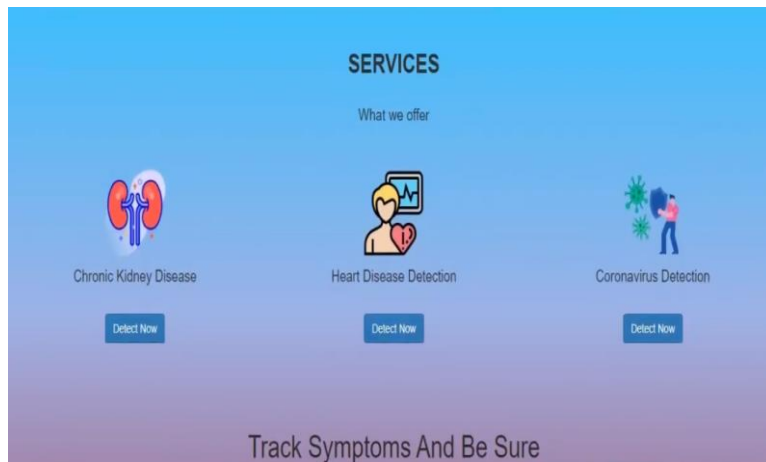 SERVICES
What we offer
Chronic Kidney Disease
Heart Disease Detection
Coronavirus Detection
Detect Now
Detect Now
Detect Now
Track Symptoms And Be Sure